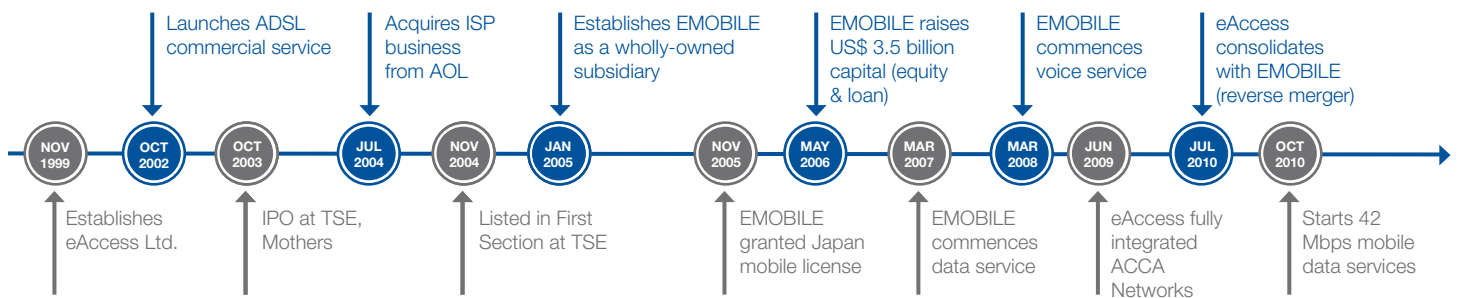 Launches ADSL
commercial service
Acquires ISP
business
from AOL
Establishes EMOBILE
as a wholly-owned
subsidiary
EMOBILE raises
US$ 3.5 billion
capital (equity
& loan)
EMOBILE
commences
voice service
eAccess
consolidates
with EMOBILE
(reverse merger)
NOV
1999
OCT
2002
OCT
2003
JUL
2004
NOV
2004
JAN
2005
NOV
2005
MAY
2006
MAR
2007
MAR
2008
JUN
2009
JUL
2010
OCT
2010
Establishes
eAccess Ltd.
IPO at TSE,
Mothers
Listed in First
Section at TSE
EMOBILE
granted Japan
mobile license
EMOBILE
commences
data service
eAccess fully
integrated
ACCA
Networks
Starts 42
Mbps mobile
data services